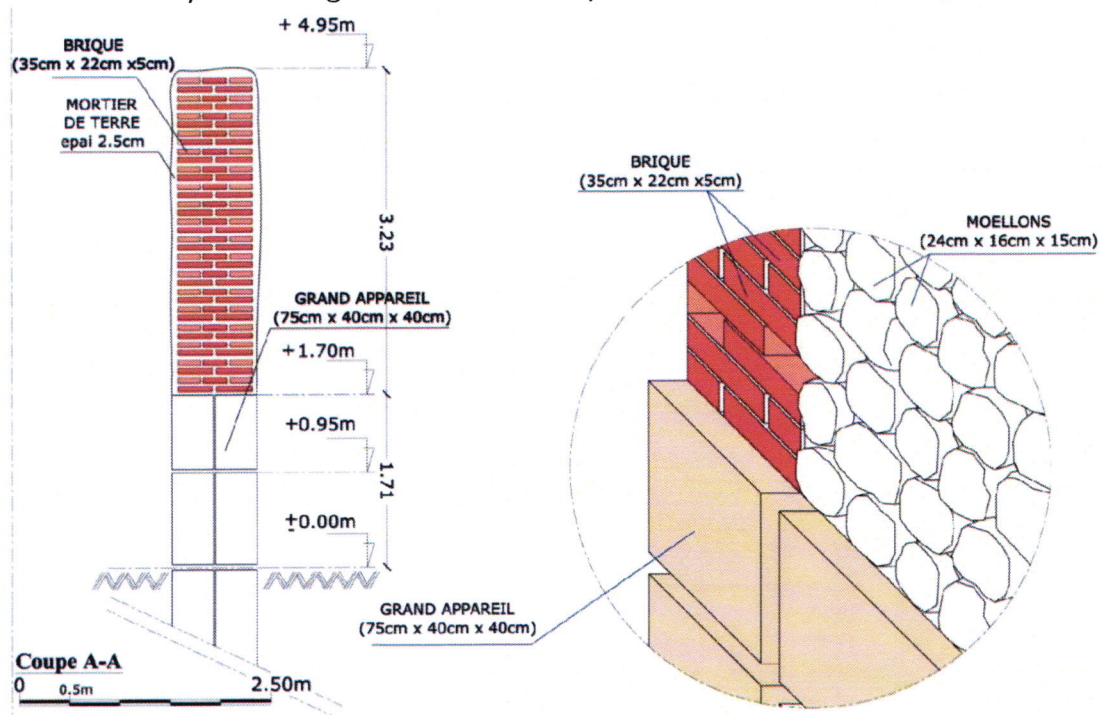 + 4.95m
BRIQUE
(35cm x 22cm x5cm)
MORTIER
DE TERRE
epai 2.5cm
3.23
GRAND APPAREIL
(75cm x 40cm x 40cm)
+1.70m
+0.95m
1.71
±0.00m
Coupe A-A
0
0.5m
2.50m
BRIQUE
(35cm x 22cm x5cm)
MOELLONS
(24cm x 16cm x 15cm)
GRAND APPAREIL
(75cm x 40cm x 40cm)